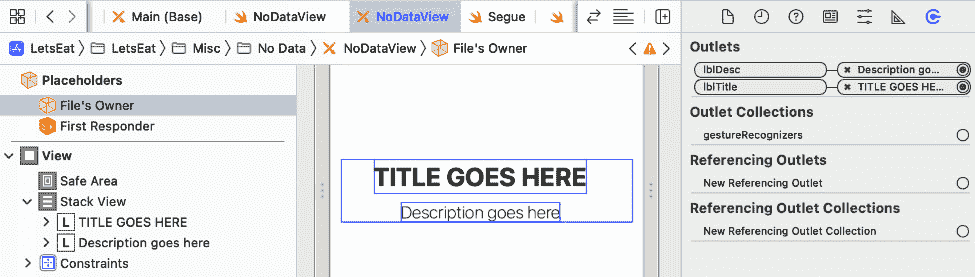 Main (Base) NoDataView NoDataView Segue
LetsEat LetsEat Misc No Data NoDataView File's Owner
Placeholders
File's Owner
First Responder
View
Safe Area
Stack View
L TITLE GOES HERE
L Description goes here
Constraints
TITLE GOES HERE
Description goes here
Outlets
lblDesc Description go...
lblTitle TITLE GOES HE...
Outlet Collections
gestureRecognizers
Referencing Outlets
New Referencing Outlet
Referencing Outlet Collections
New Referencing Outlet Collection